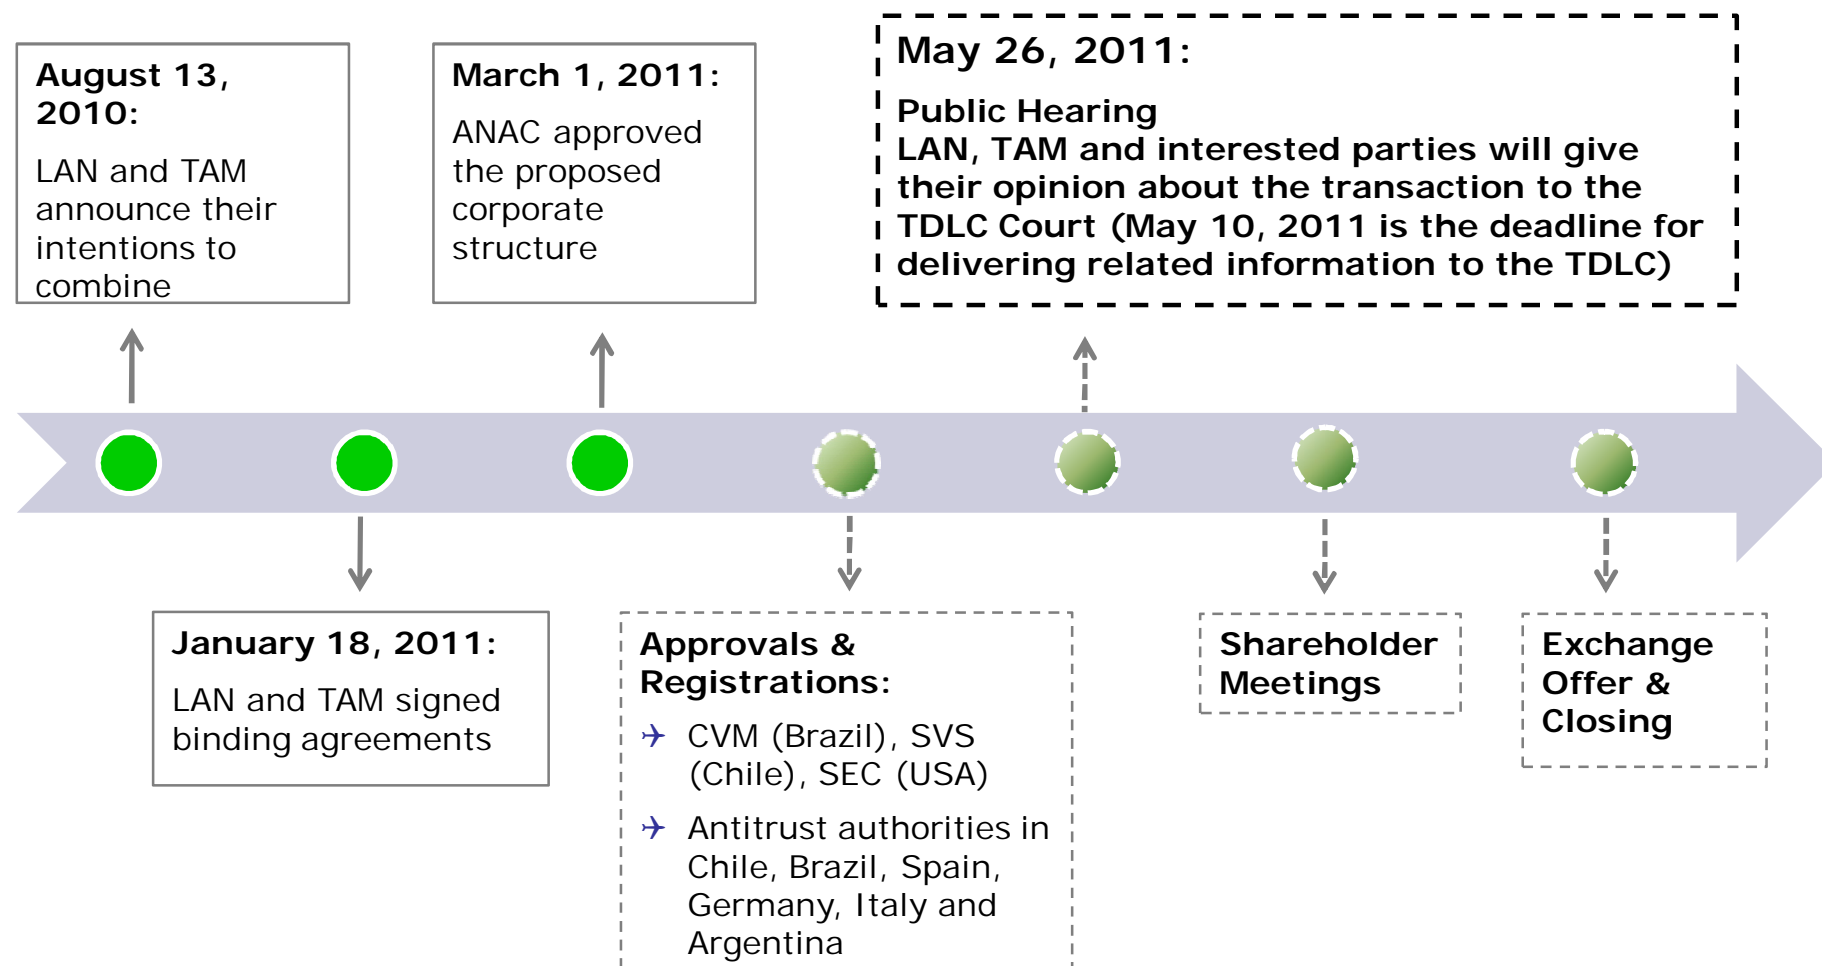 August 13,
2010:
LAN and TAM
announce their
intentions to
combine
March 1, 2011:
ANAC approved
the proposed
corporate
structure
May 26, 2011:
Public Hearing
LAN, TAM and interested parties will give
their opinion about the transaction to the
TDLC Court (May 10, 2011 is the deadline for
delivering related information to the TDLC)
January 18, 2011:
LAN and TAM signed
binding agreements
Approvals &
Registrations:
CVM (Brazil), SVS
(Chile), SEC (USA)
Antitrust authorities in
Chile, Brazil, Spain,
Germany, Italy and
Argentina
Shareholder
Meetings
Exchange
Offer &
Closing